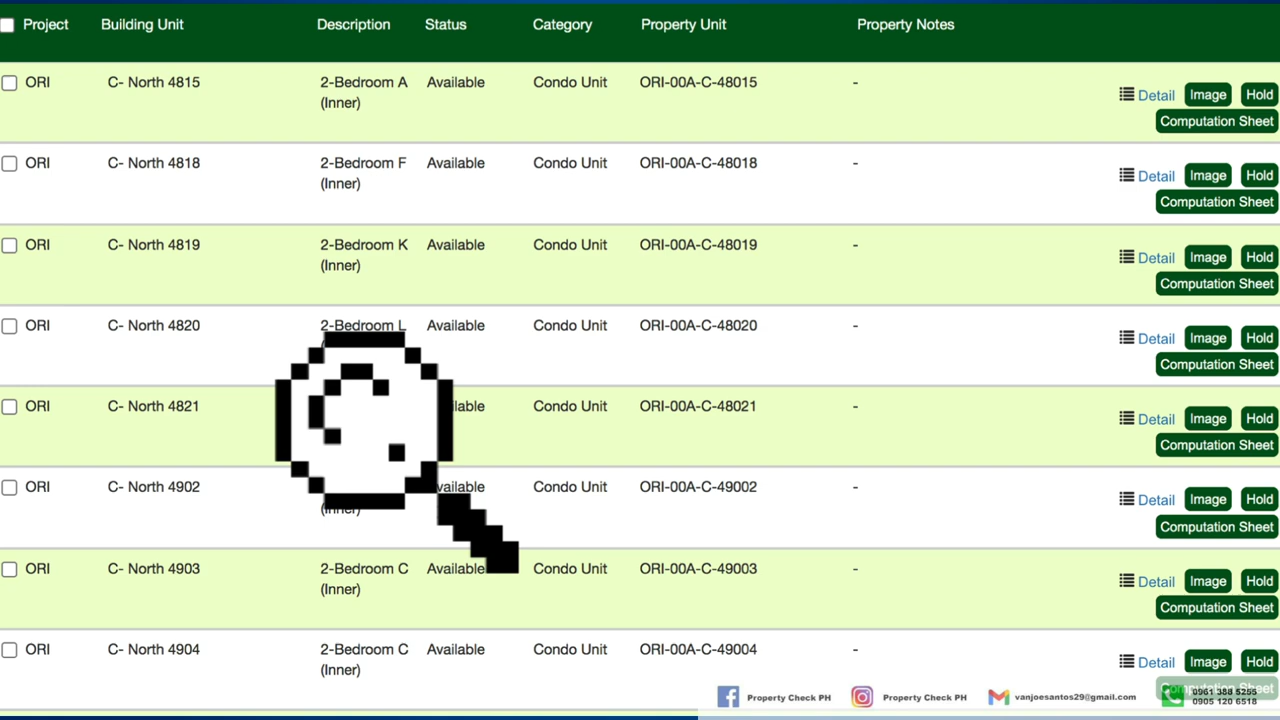 Project Building Unit Description Status Category Property Unit Property Notes
ORI C- North 4815 2-Bedroom A Available Condo Unit ORI-00A-C-48015 -
(Inner) Detail Image Hold
Computation Sheet
ORI C- North 4818 2-Bedroom F Available Condo Unit ORI-00A-C-48018 -
(Inner) Detail Image Hold
Computation Sheet
ORI C- North 4819 2-Bedroom K Available Condo Unit ORI-00A-C-48019 -
(Inner) Detail Image Hold
Computation Sheet
ORI C- North 4820 2-Bedroom L Available Condo Unit ORI-00A-C-48020 -
Detail Image Hold
Computation Sheet
ORI C- North 4821 Condo Unit ORI-00A-C-48021 -
Detail Image Hold
Computation Sheet
ORI C- North 4902 Available Condo Unit ORI-00A-C-49002 -
(Inner) Detail Image Hold
Computation Sheet
ORI C- North 4903 2-Bedroom C Available Condo Unit ORI-00A-C-49003 -
(Inner) Detail Image Hold
Computation Sheet
ORI C- North 4904 2-Bedroom C Available Condo Unit ORI-00A-C-49004 -
(Inner) Detail Image Hold
Computation Sheet
Property Check PH Property Check PH vanjoesantos29@gmail.com 0961 388 5255
0905 120 6518